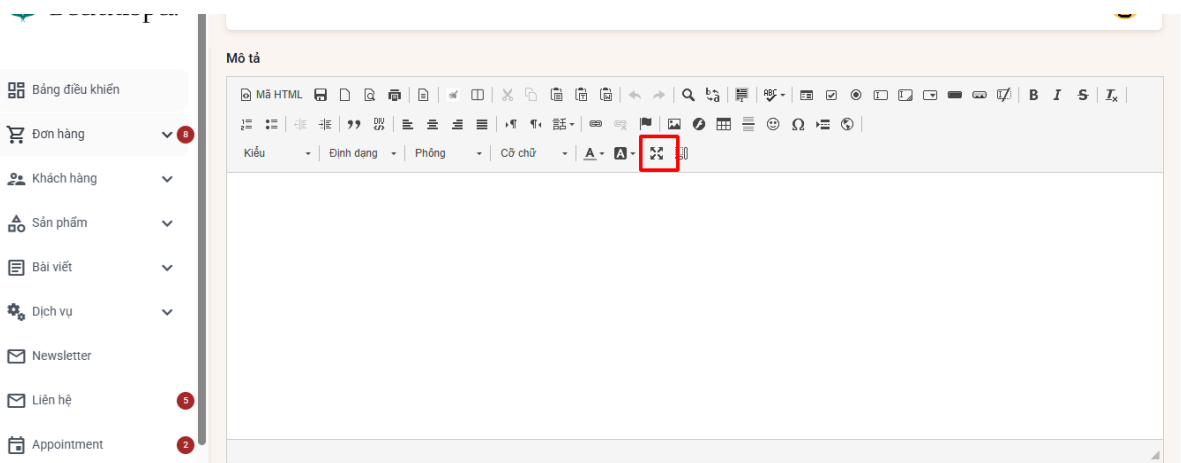 Mô tả
Bảng điều khiển
Đơn hàng
8
Khách hàng
Sản phẩm
Bài viết
Dịch vụ
Newsletter
Liên hệ
5
Appointment
2
Mã HTML
B I S Ix
Kiểu
Định dạng
Phông
Cỡ chữ
A
A